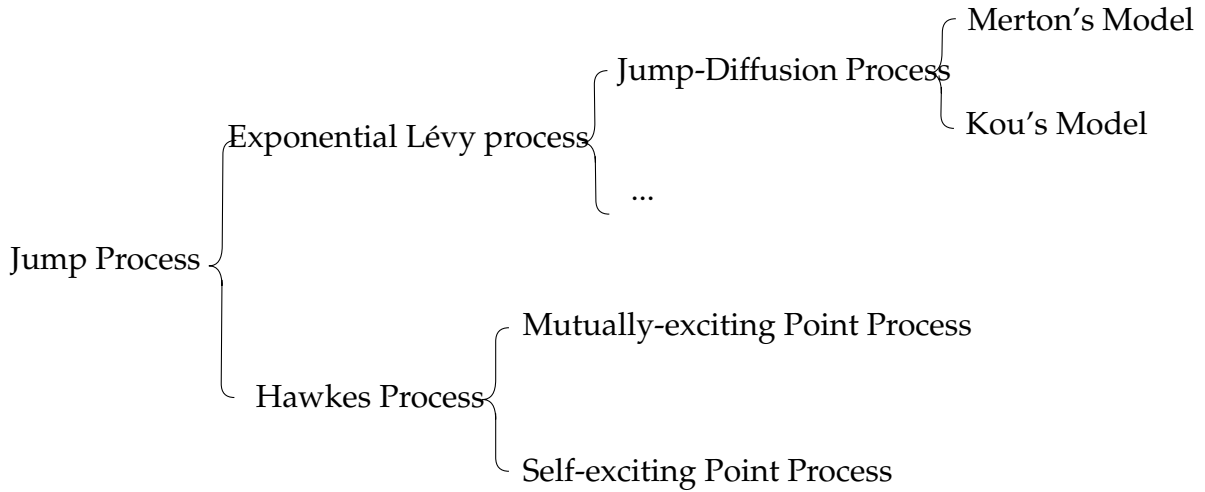 Merton’s Model
Jump-Diffusion Process
Kou’s Model
Exponential Lévy process
...
Jump Process
Mutually-exciting Point Process
Hawkes Process
Self-exciting Point Process